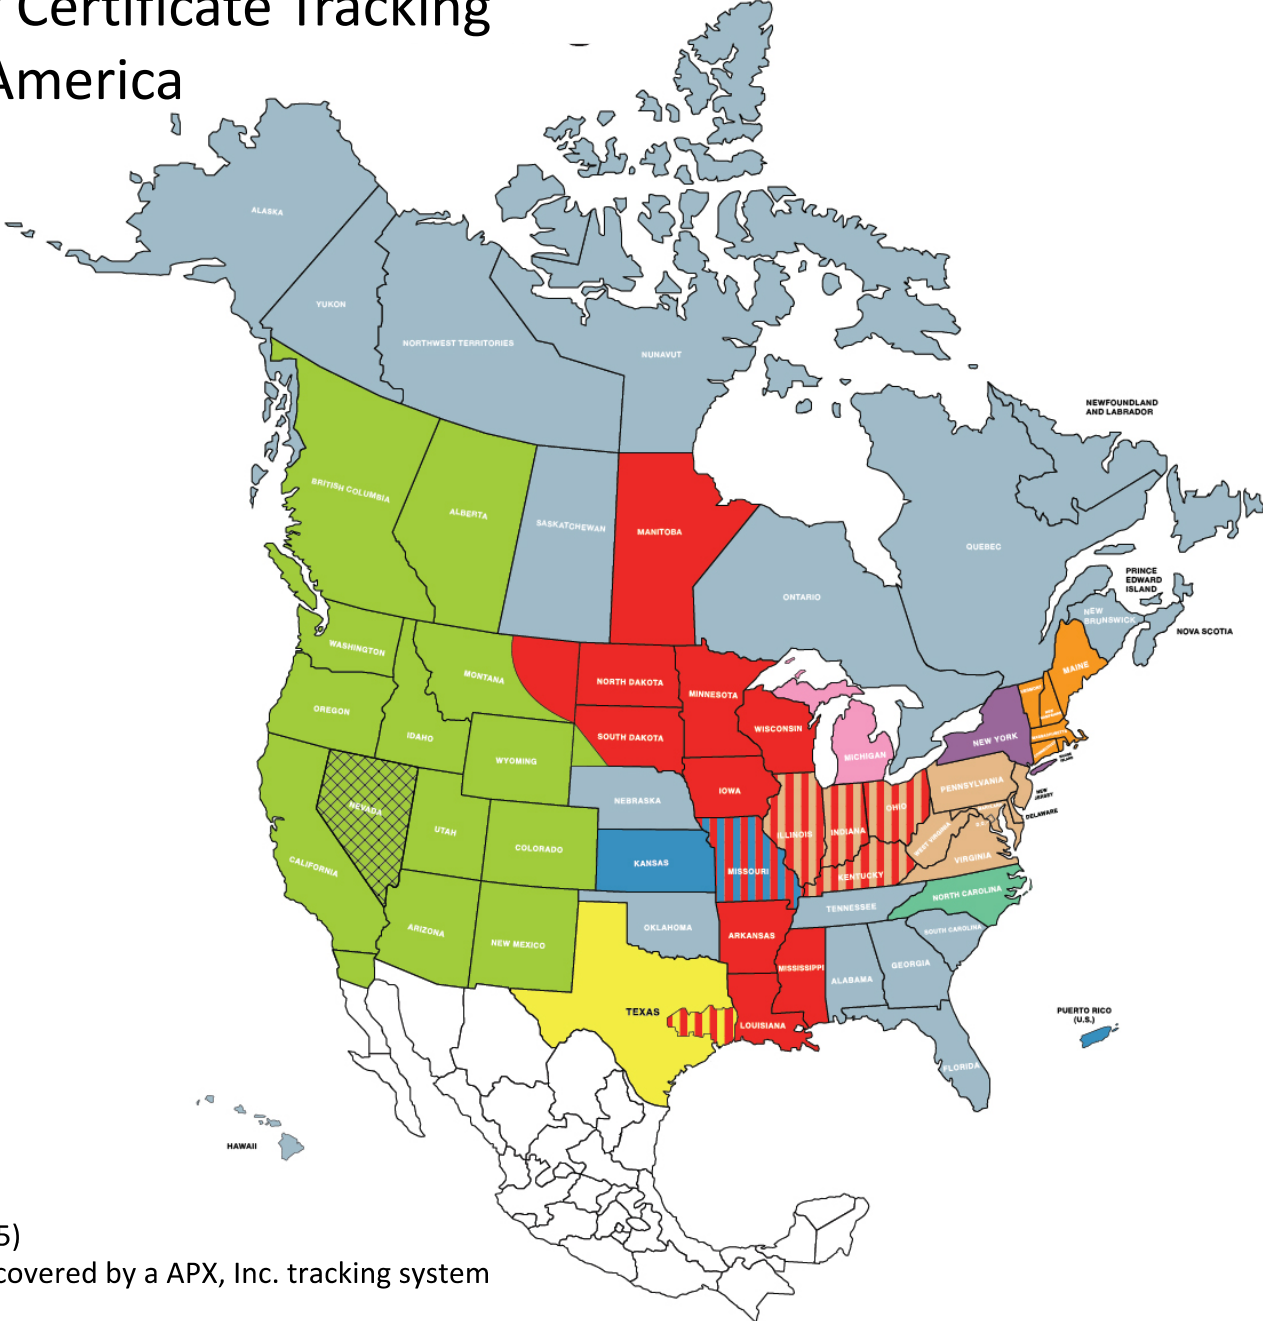 Certificate Tracking
America
ALASKA
YUKON
NORTHWEST TERRITORIES
NUNAVUT
NEWFOUNDLAND
AND LABRADOR
BRITISH COLUMBIA
ALBERTA
SASKATCHEWAN
MANITOBA
ONTARIO
QUEBEC
PRINCE
EDWARD
ISLAND
NEW
BRUNSWICK
NOVA SCOTIA
WASHINGTON
MONTANA
NORTH DAKOTA
MINNESOTA
MAINE
OREGON
IDAHO
SOUTH DAKOTA
WISCONSIN
MICHIGAN
NEW YORK
WYOMING
NEBRASKA
IOWA
PENNSYLVANIA
NEW
JERSEY
DELAWARE
NEVADA
UTAH
COLORADO
KANSAS
MISSOURI
ILLINOIS
INDIANA
OHIO
WEST VIRGINIA
VIRGINIA
KENTUCKY
CALIFORNIA
ARIZONA
NEW MEXICO
OKLAHOMA
ARKANSAS
TENNESSEE
NORTH CAROLINA
SOUTH CAROLINA
MISSISSIPPI
ALABAMA
GEORGIA
TEXAS
LOUISIANA
FLORIDA
PUERTO RICO
(U.S.)
HAWAII
5)
covered by a APX, Inc. tracking system